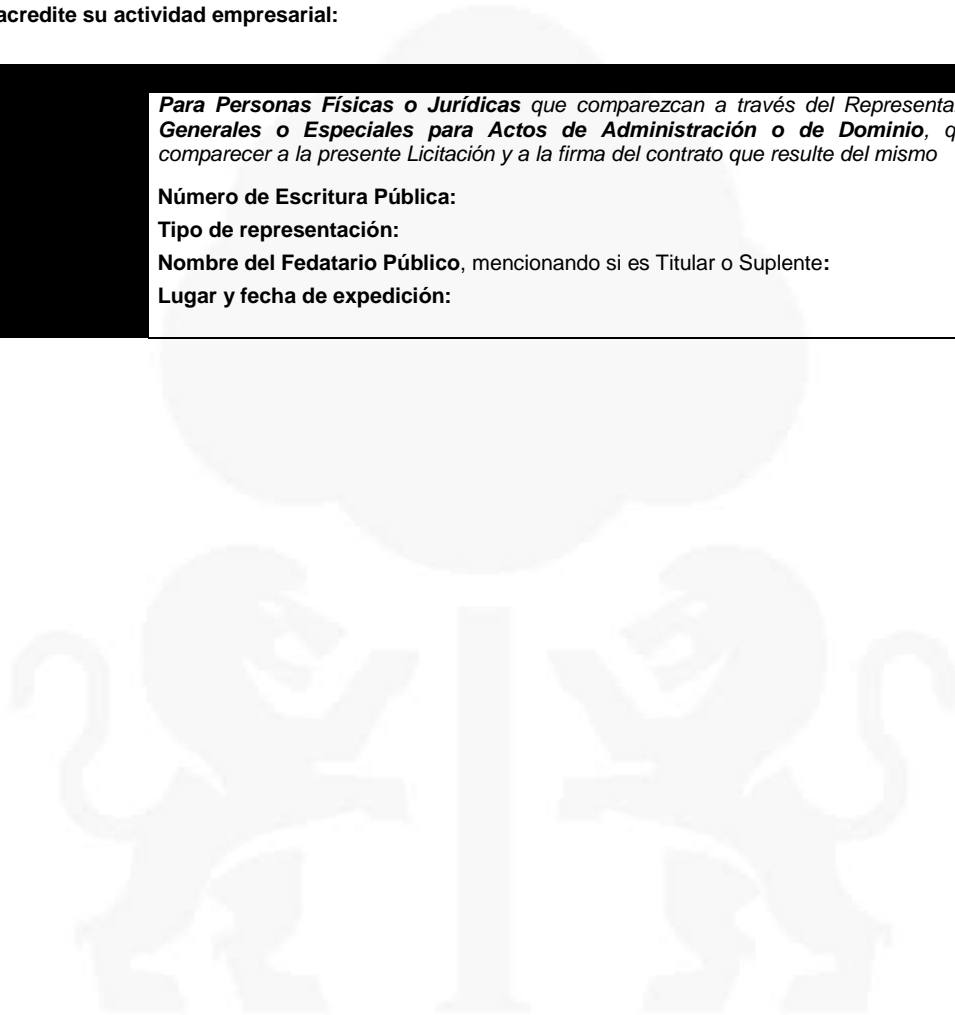 acredite su actividad empresarial:
Para Personas Físicas o Jurídicas que comparezcan a través del Representa
Generales o Especiales para Actos de Administración o de Dominio, q
comparecer a la presente Licitación y a la firma del contrato que resulte del mismo
Número de Escritura Pública:
Tipo de representación:
Nombre del Fedatario Público, mencionando si es Titular o Suplente:
Lugar y fecha de expedición: